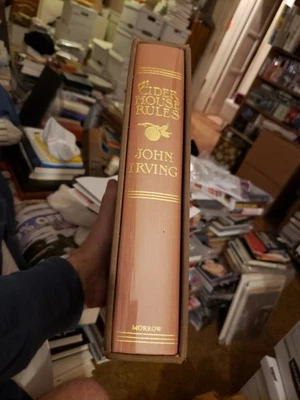 THE
CIDER
HOUSE
RULES
JOHN
IRVING
MORROW